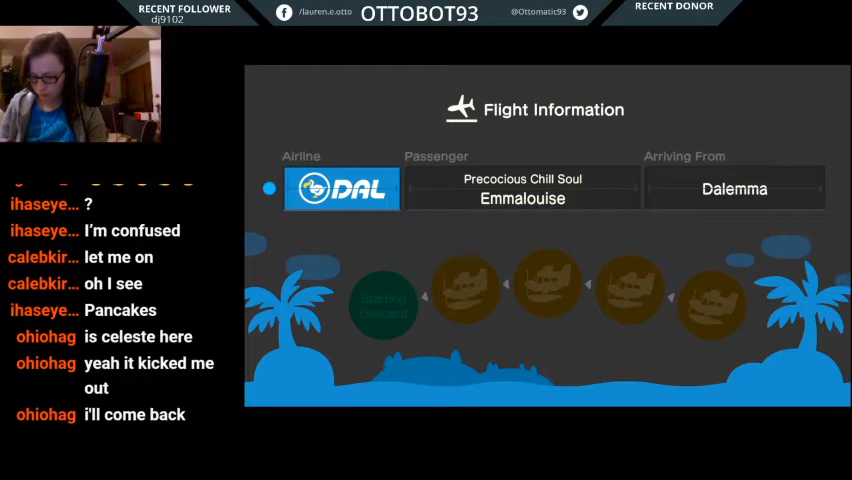 RECENT FOLLOWER
dj9102
/lauren.e.otto
OTTOBOT93
@Ottomatic93
RECENT DONOR
Flight Information
Airline
Passenger
Arriving From
DAL
Precocious Chill Soul
Emmalouise
Dalemma
Starting
ihaseye... ?
ihaseye... I'm confused
calebkir... let me on
calebkir... oh I see
ihaseye... Pancakes
ohiohag is celeste here
ohiohag yeah it kicked me
out
ohiohag i'll come back